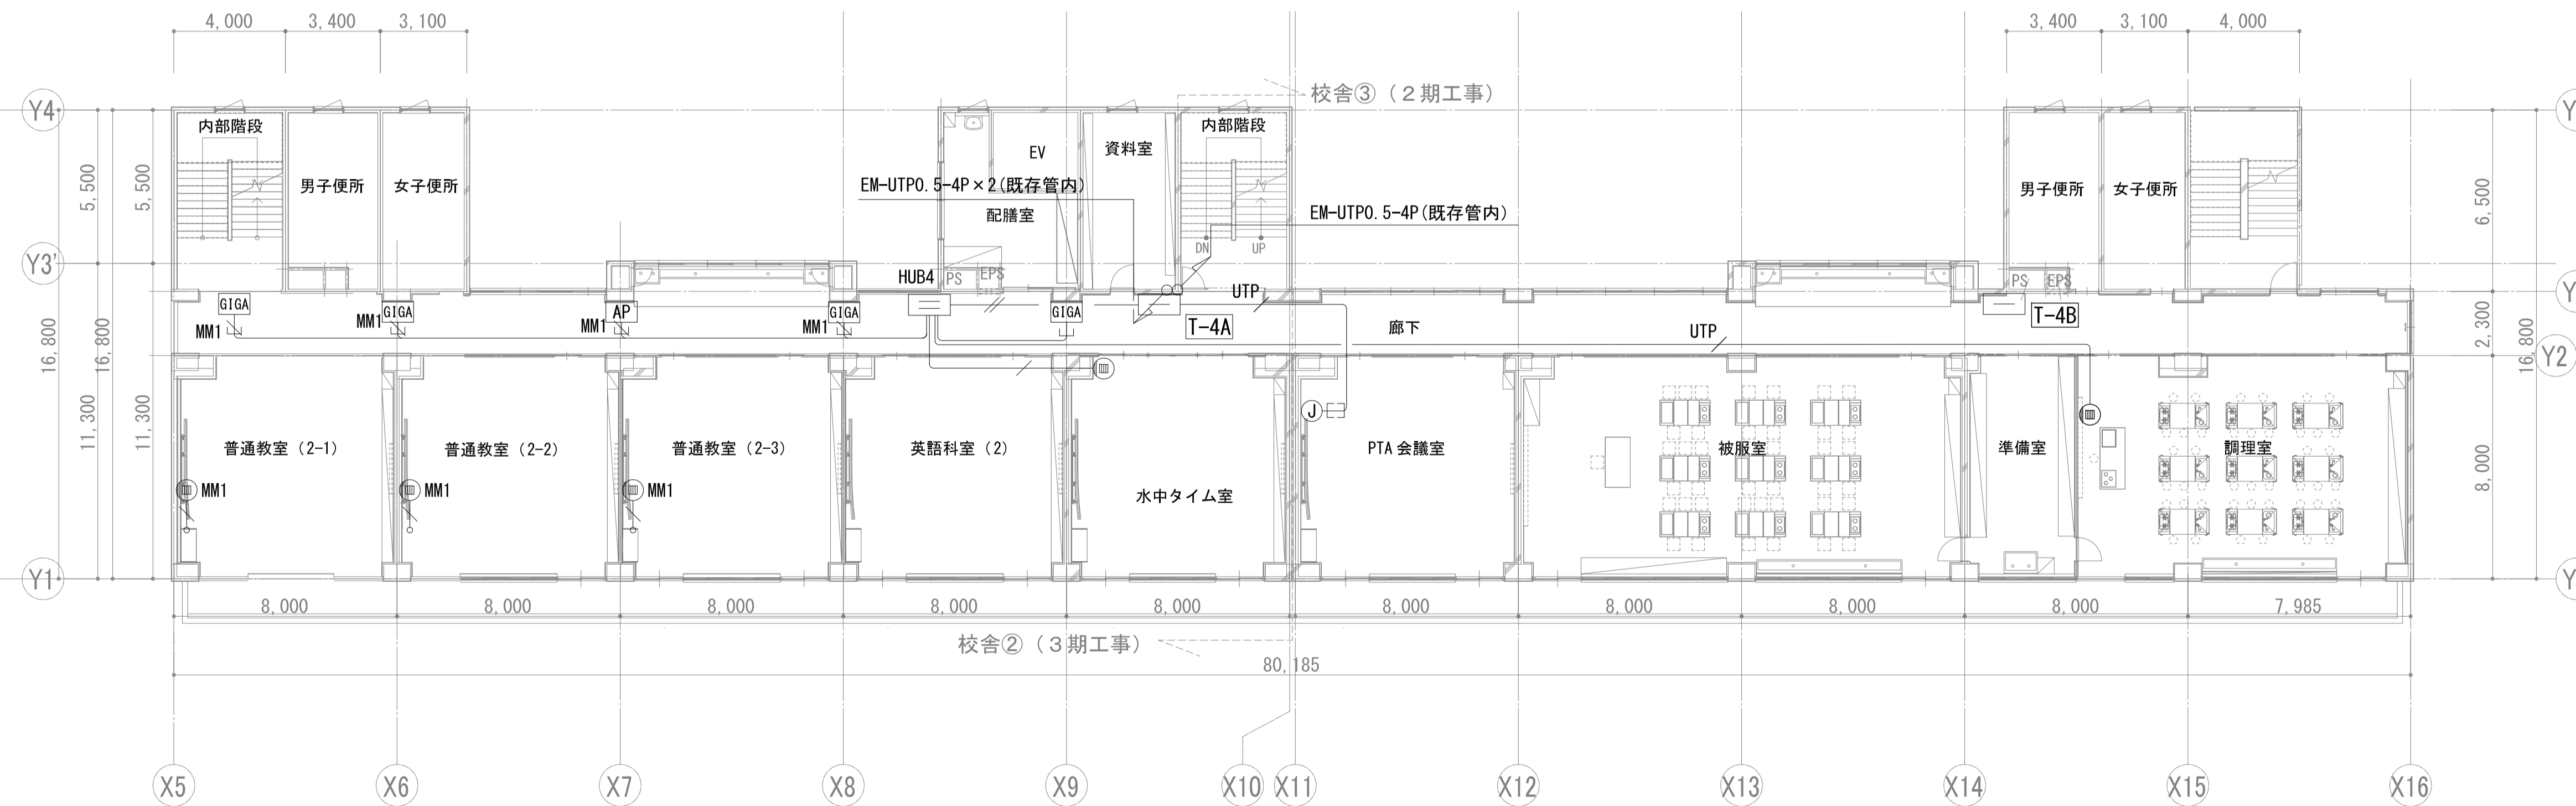 4,000 3,400 3,100 3,400 3,100 4,000
校舎③（２期工事）
Y4
内部階段 内部階段
EV 資料室
男子便所 女子便所 男子便所 女子便所
EM-UTP0.5-4P×2(既存管内)
配膳室
EM-UTP0.5-4P(既存管内)
5,500 5,500 6,500
DN UP
Y3'
HUB4 PS EPS PS EPS
UTP
GIGA GIGA AP GIGA GIGA
MM1 MM1 MM1 MM1
T-4A T-4B
廊下
UTP
2,300
16,800 16,800 16,800
Y2
J
11,300 11,300 8,000
普通教室（2-1） 普通教室（2-2） 普通教室（2-3） 英語科室（2） PTA会議室 被服室 準備室 調理室
MM1 MM1 MM1
水中タイム室
Y1
8,000 8,000 8,000 8,000 8,000 8,000 8,000 8,000 8,000 7,985
校舎②（３期工事）
80,185
X5 X6 X7 X8 X9 X10 X11 X12 X13 X14 X15 X16